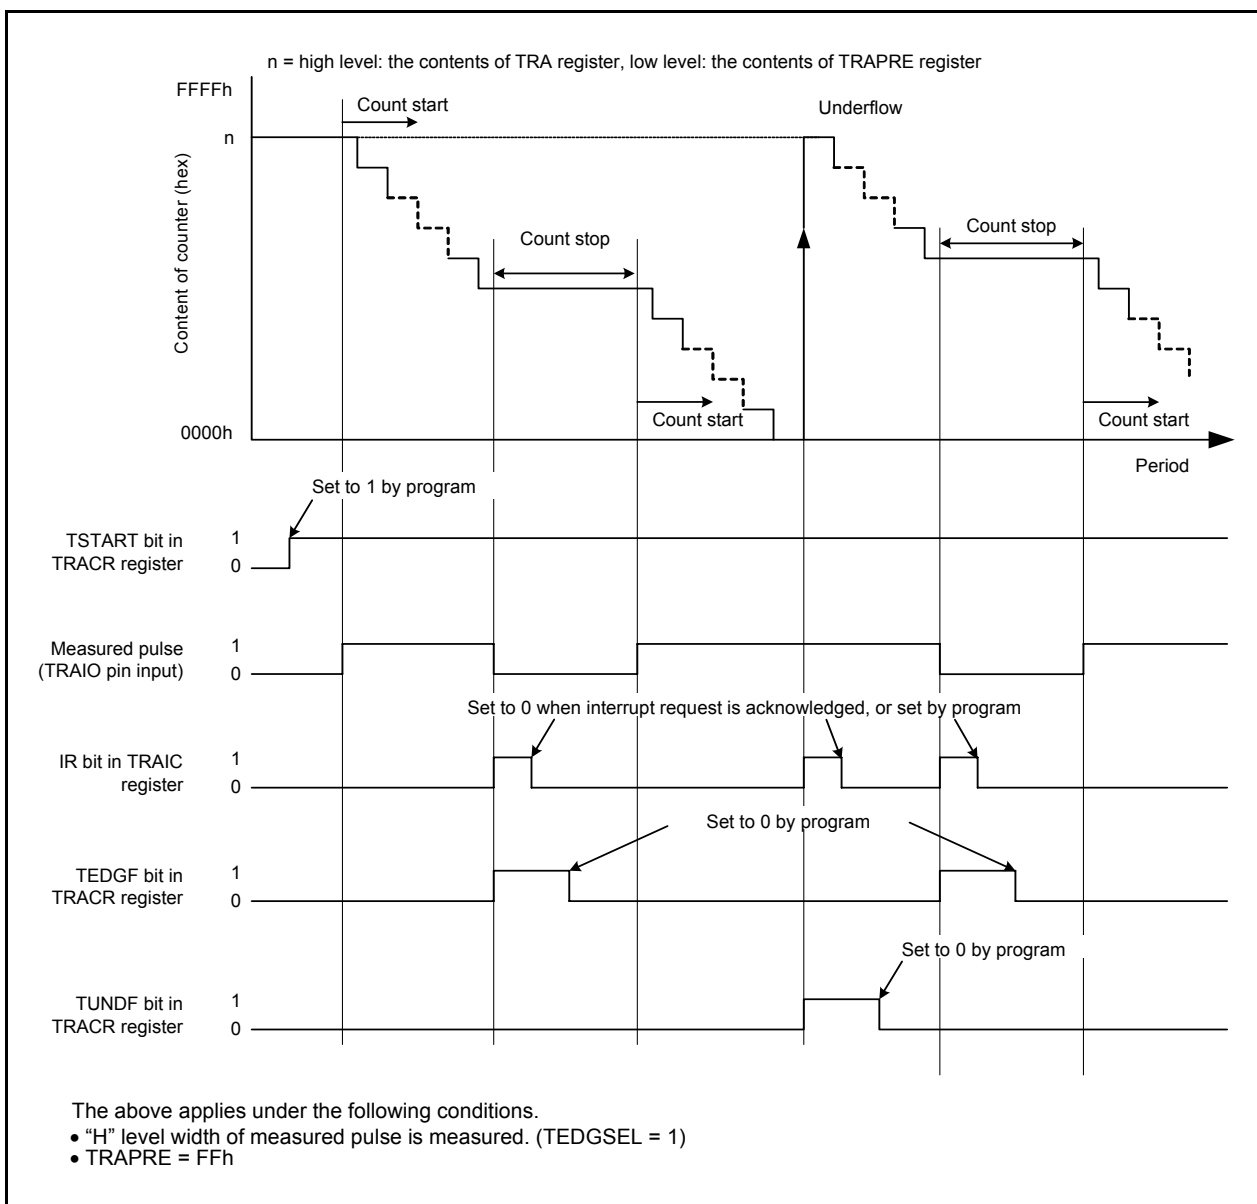 n = high level: the contents of TRA register, low level: the contents of TRAPRE register
FFFFh
Count start
Underflow
n
Content of counter (hex)
Count stop
Count stop
Count start
Count start
0000h
Period
Set to 1 by program
TSTART bit in
TRACR register
1
0
Measured pulse
(TRAIO pin input)
1
0
Set to 0 when interrupt request is acknowledged, or set by program
IR bit in TRAIC
register
1
0
Set to 0 by program
TEDGF bit in
TRACR register
1
0
Set to 0 by program
TUNDF bit in
TRACR register
1
0
The above applies under the following conditions.
• “H” level width of measured pulse is measured. (TEDGSEL = 1)
• TRAPRE = FFh